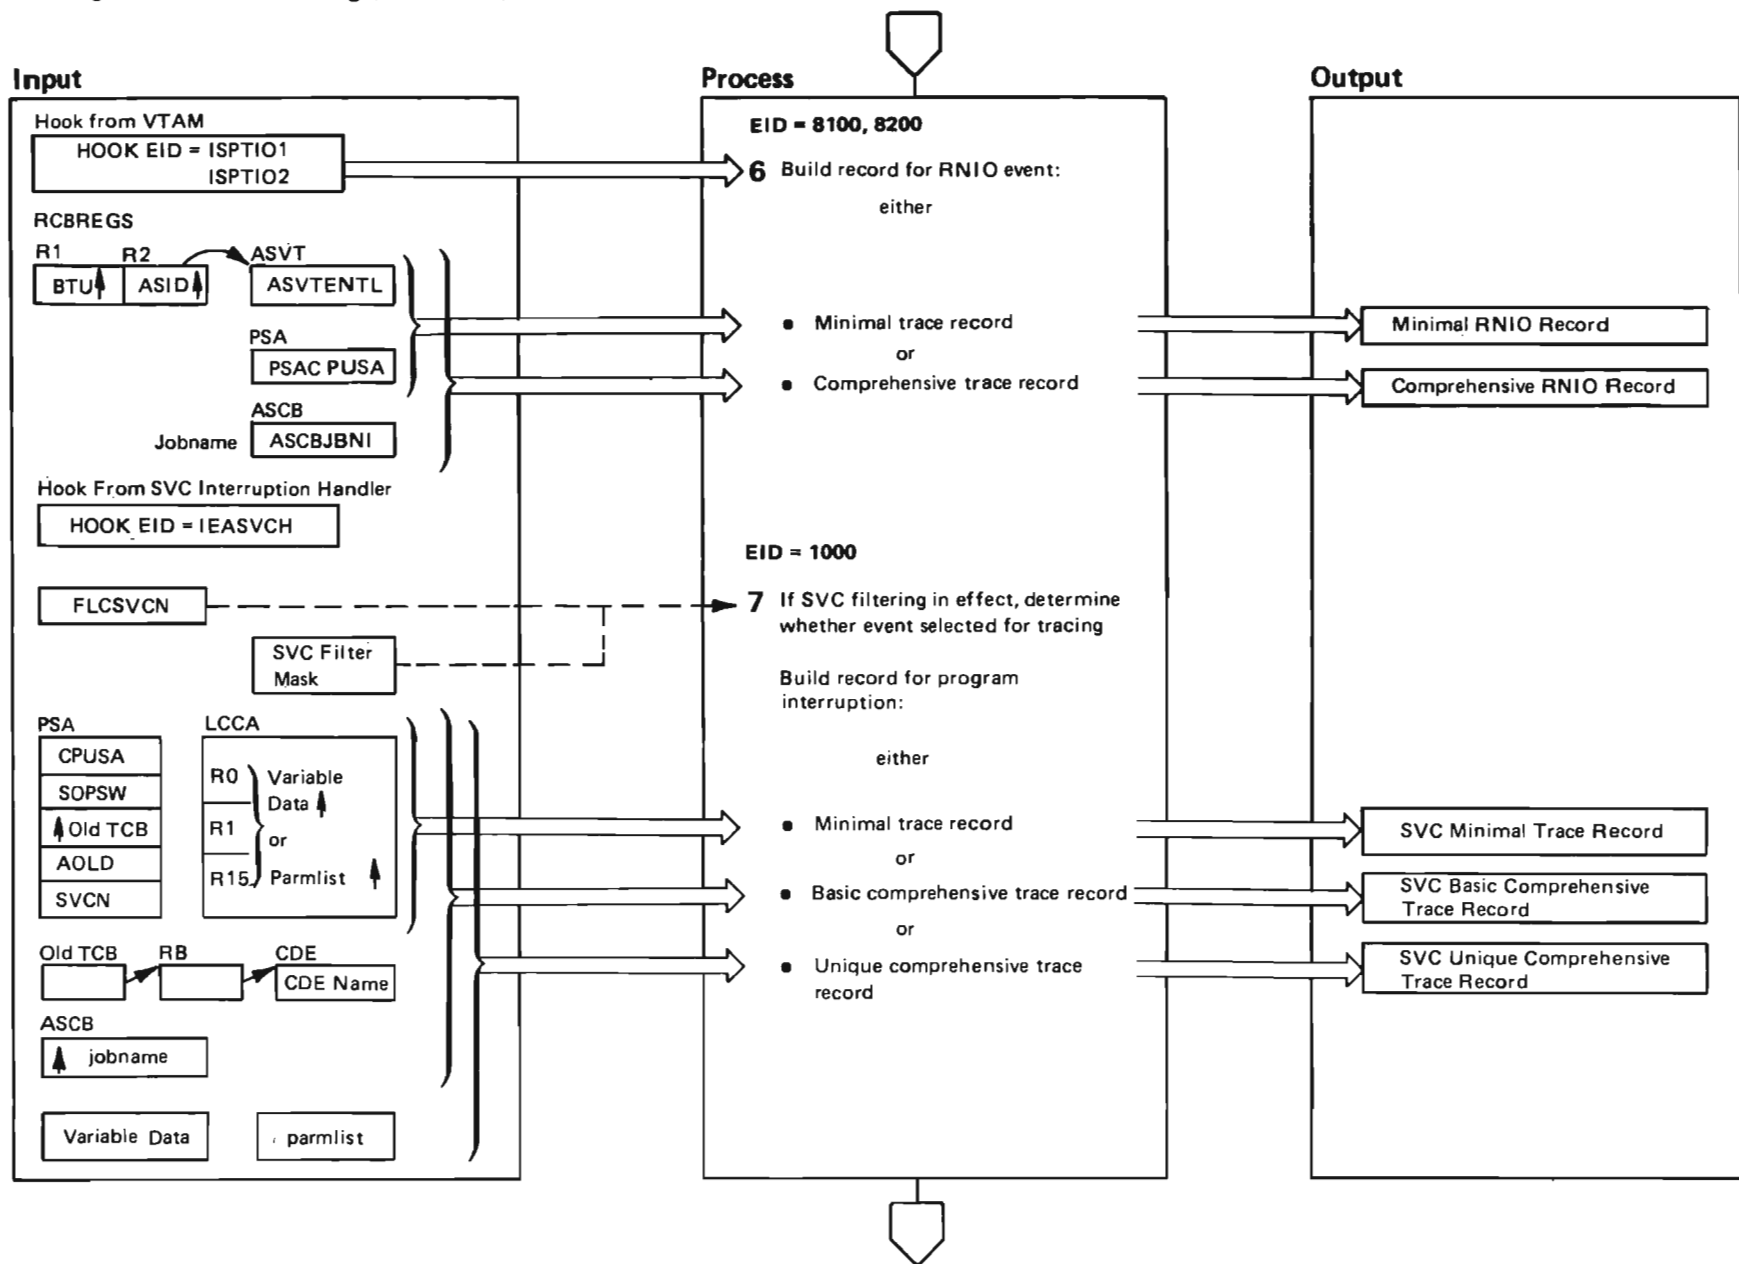 Input
Process
Output
Hook from VTAM
HOOK EID = ISPTIO1
ISPTIO2
RCBREGS
R1
R2
ASVT
BTU
ASID
ASVTENTL
PSA
PSAC PUSA
ASCB
Jobname
ASCBJBNI
Hook From SVC Interruption Handler
HOOK EID = IEASVCH
FLCSVCN
SVC Filter
Mask
PSA
CPUSA
SOPSW
Old TCB
AOLD
SVCN
LCCA
R0
R1
R15
Variable
Data
or
Parmlist
Old TCB
RB
CDE
CDE Name
ASCB
jobname
Variable Data
parmlist
EID = 8100, 8200
6 Build record for RNIO event:
either
• Minimal trace record
or
• Comprehensive trace record
EID = 1000
7 If SVC filtering in effect, determine
whether event selected for tracing
Build record for program
interruption:
either
• Minimal trace record
or
• Basic comprehensive trace record
or
• Unique comprehensive trace
record
Minimal RNIO Record
Comprehensive RNIO Record
SVC Minimal Trace Record
SVC Basic Comprehensive
Trace Record
SVC Unique Comprehensive
Trace Record